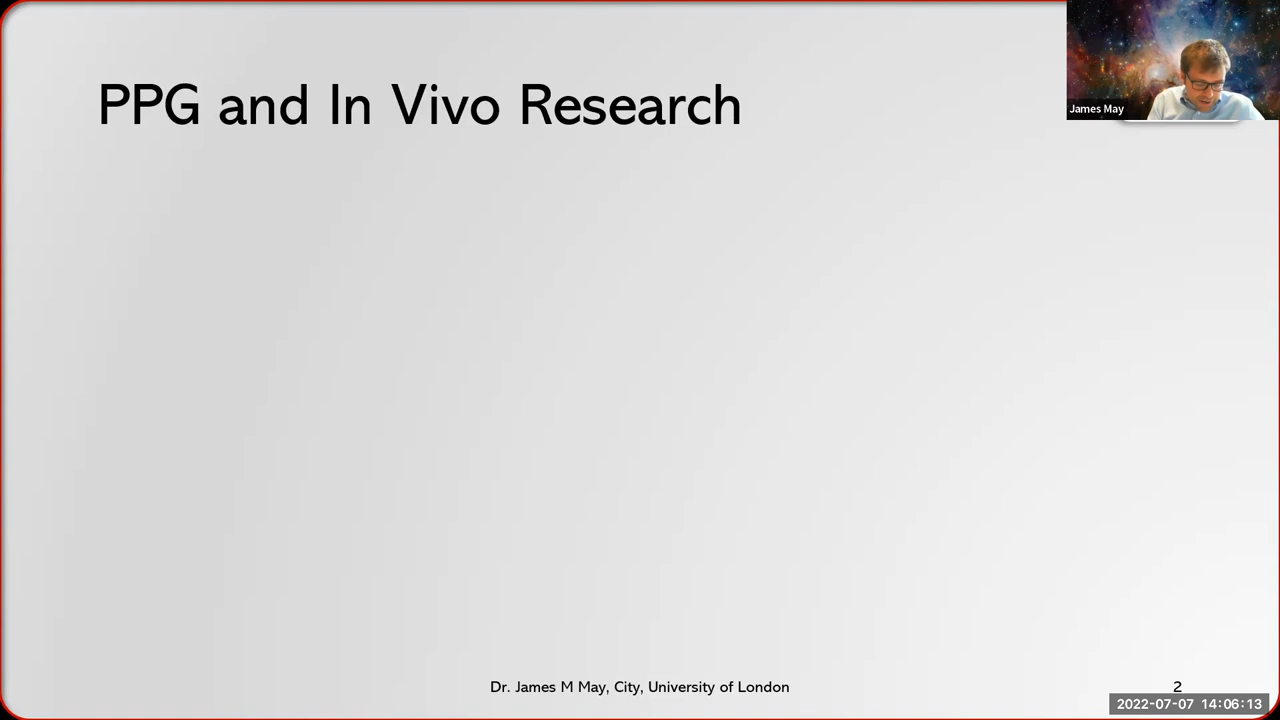 PPG and In Vivo Research
James May
Dr. James M May, City, University of London
2
2022-07-07 14:06:13